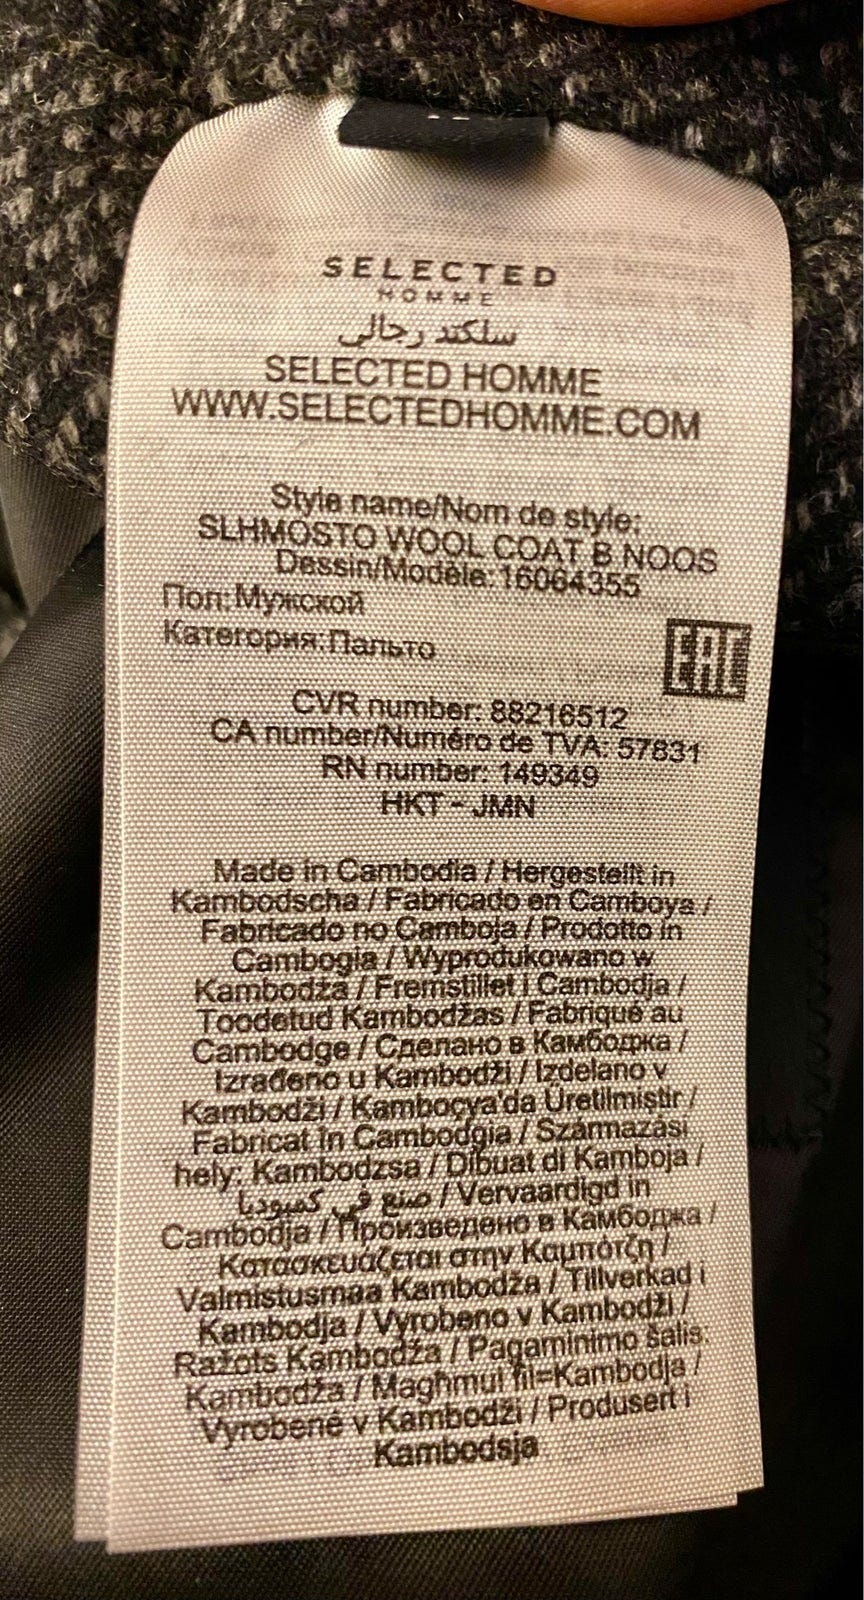 SELECTED
HOMME
سلكتد رجالي
SELECTED HOMME
WWW.SELECTEDHOMME.COM
Style name/Nom de style:
SLHMOSTO WOOL COAT B NOOS
Dessin/Modèle: 16064355
Пол: Мужской
Категория: Пальто
EAC
CVR number: 88216512
CA number/Numéro de TVA: 57831
RN number: 149349
HKT - JMN
Made in Cambodia / Hergestellt in
Kambodscha / Fabricado en Camboya /
Fabricado no Camboja / Prodotto in
Cambogia / Wyprodukowano w
Kambodża / Fremstillet i Cambodja /
Toodetud Kambodžas / Fabriqué au
Cambodge / Сделано в Камбоджа /
Izrađeno u Kambodži / Izdelano v
Kambodži / Kamboçya'da Üretilmiştir /
Fabricat în Cambodgia / Származási
hely: Kambodzsa / Dibuat di Kamboja /
صنع في كمبوديا / Vervaardigd in
Cambodja / Произведено в Камбоджа /
Κατασκευάζεται στην Καμπότζη /
Valmistusmaa Kambodža / Tillverkad i
Kambodja / Vyrobeno v Kambodži /
Ražots Kambodža / Pagaminimo šalis:
Kambodža / Magħmul fil=Kambodja /
Vyrobené v Kambodži / Produsert i
Kambodsja